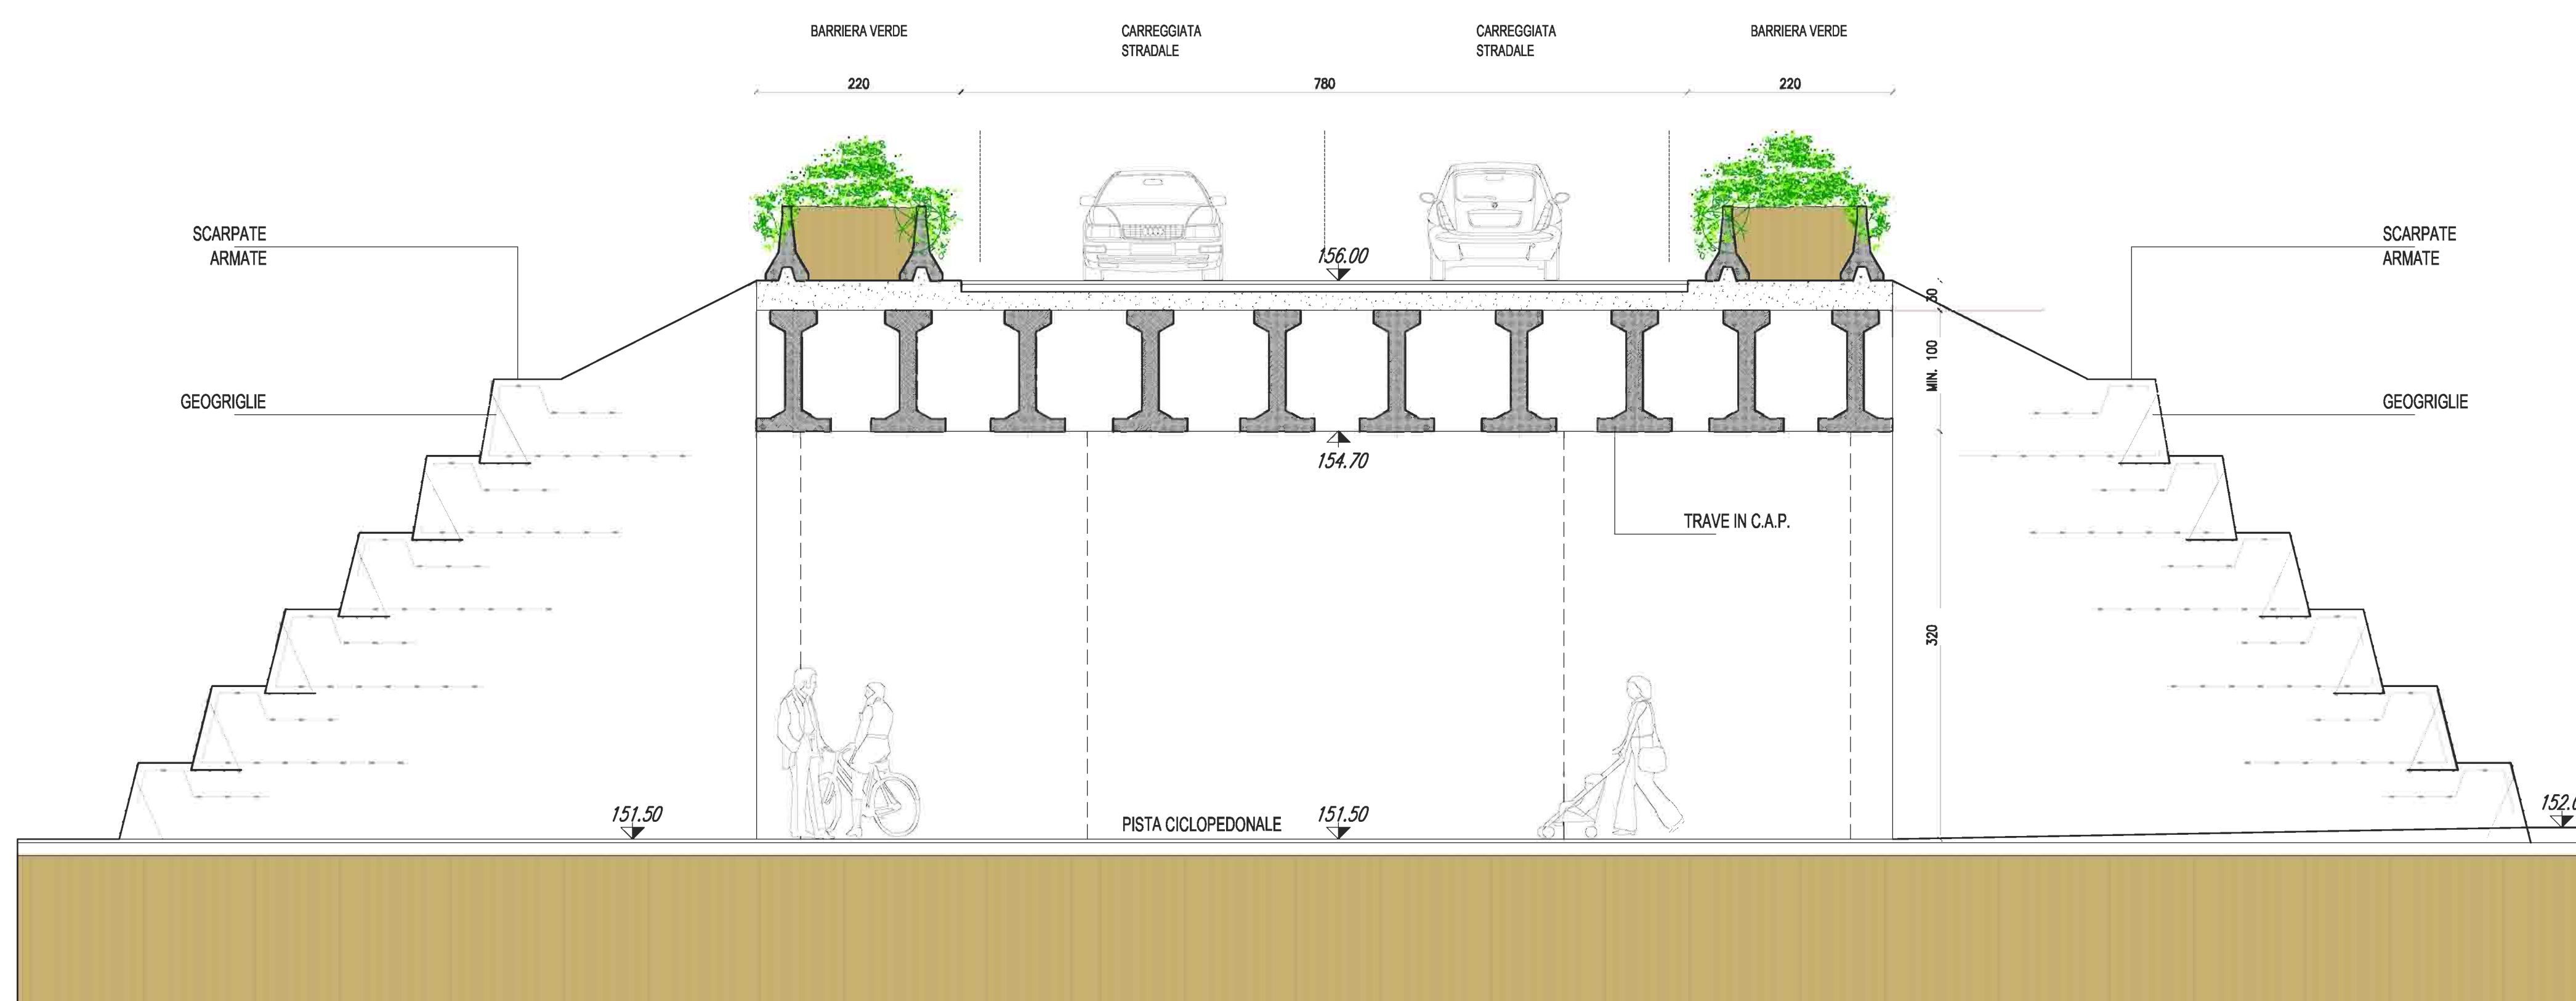 BARRIERA VERDE
CARREGGIATA
STRADALE
CARREGGIATA
STRADALE
BARRIERA VERDE
220
780
220
SCARPATE
ARMATE
SCARPATE
ARMATE
156.00
30
MIN. 100
GEOGRIGLIE
GEOGRIGLIE
154.70
TRAVE IN C.A.P.
320
151.50
PISTA CICLOPEDONALE
151.50